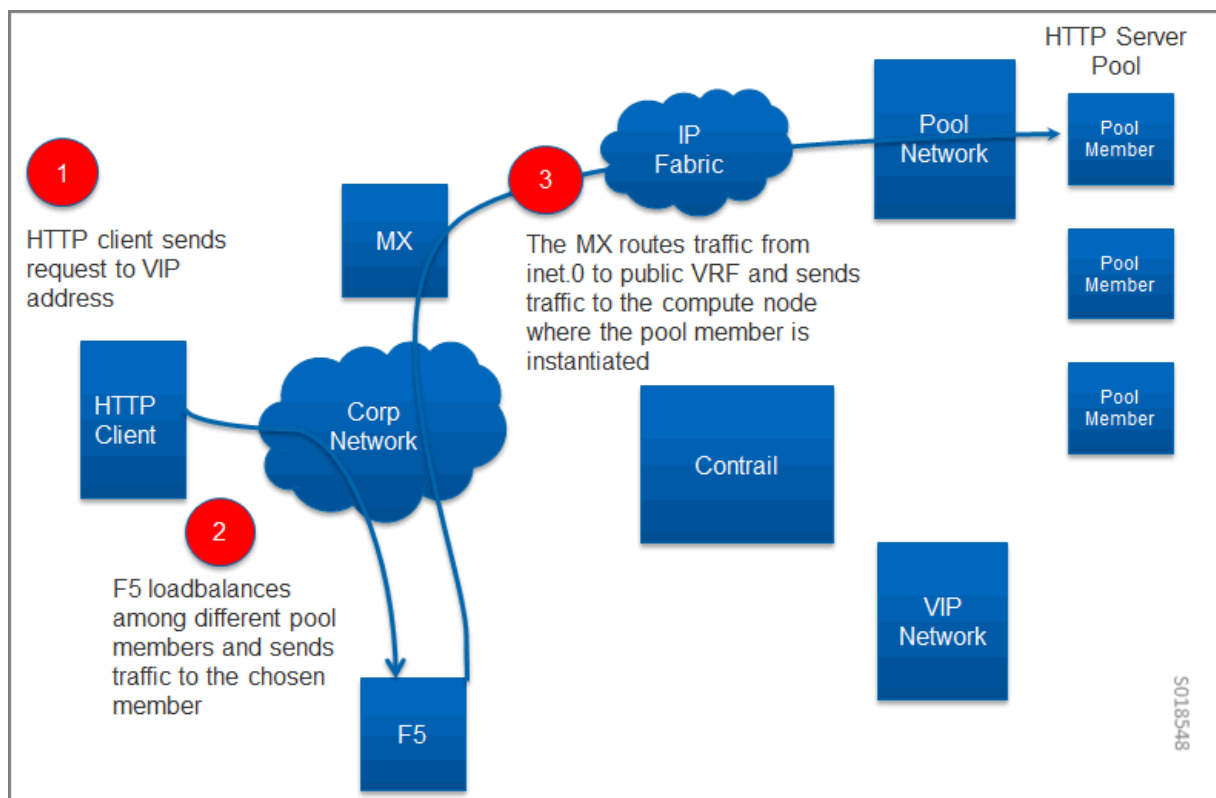 HTTP Server
Pool
IP
Fabric
Pool
Network
Pool
Member
1
3
MX
HTTP client sends
request to VIP
address
The MX routes traffic from
inet.0 to public VRF and sends
traffic to the compute node
where the pool member is
instantiated
Pool
Member
HTTP
Client
Corp
Network
Pool
Member
Contrail
2
F5 loadbalances
among different pool
members and sends
traffic to the chosen
member
VIP
Network
F5
S018548